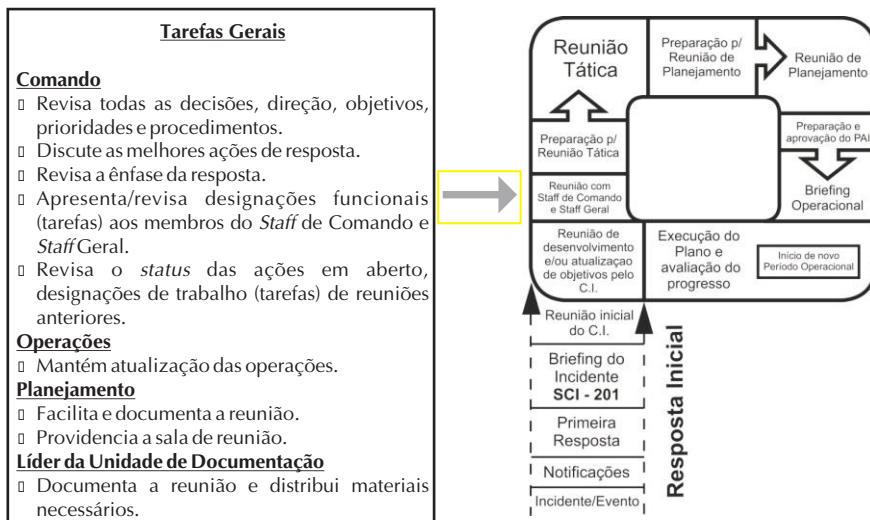 Tarefas Gerais
Comando
▯ Revisa todas as decisões, direção, objetivos,
prioridades e procedimentos.
▯ Discute as melhores ações de resposta.
▯ Revisa a ênfase da resposta.
▯ Apresenta/revisa designações funcionais
(tarefas) aos membros do Staff de Comando e
Staff Geral.
▯ Revisa o status das ações em aberto,
designações de trabalho (tarefas) de reuniões
anteriores.
Operações
▯ Mantém atualização das operações.
Planejamento
▯ Facilita e documenta a reunião.
▯ Providencia a sala de reunião.
Líder da Unidade de Documentação
▯ Documenta a reunião e distribui materiais
necessários.
Reunião
Tática
Preparação p/
Reunião de
Planejamento
Reunião de
Planejamento
Preparação p/
Reunião Tática
Preparação e
aprovação do PAI
Reunião com
Staff de Comando
e Staff Geral
Briefing
Operacional
Reunião de
desenvolvimento
e/ou atualizaçao
de objetivos pelo
C.I.
Execução do
Plano e
avaliação do
progresso
Início de novo
Período Operacional
Reunião inicial
do C.I.
Briefing do
Incidente
SCI - 201
Primeira
Resposta
Notificações
Incidente/Evento
Resposta Inicial